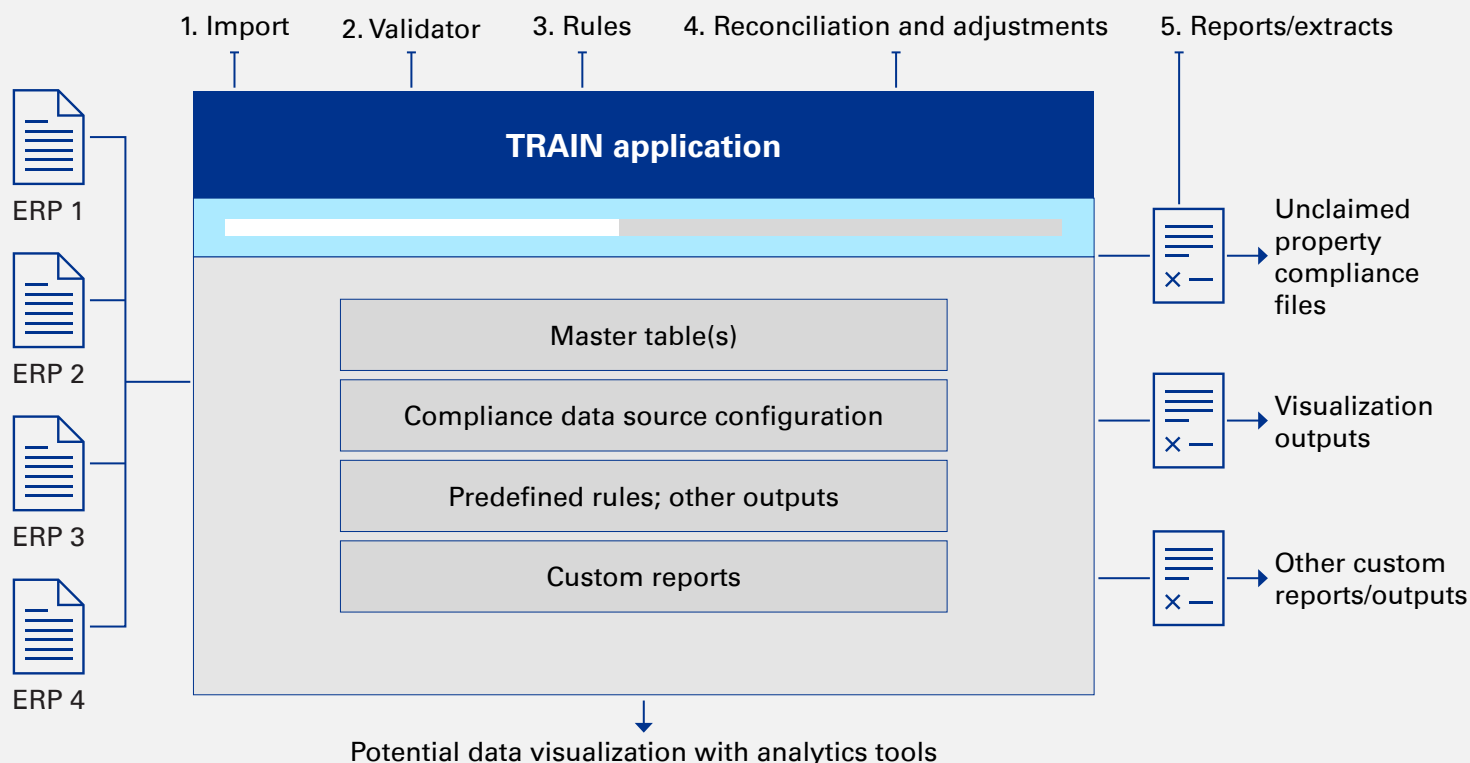 1. Import
2. Validator
3. Rules
4. Reconciliation and adjustments
5. Reports/extracts
ERP 1
ERP 2
ERP 3
ERP 4
TRAIN application
Master table(s)
Compliance data source configuration
Predefined rules; other outputs
Custom reports
Unclaimed
property
compliance
files
Visualization
outputs
Other custom
reports/outputs
Potential data visualization with analytics tools